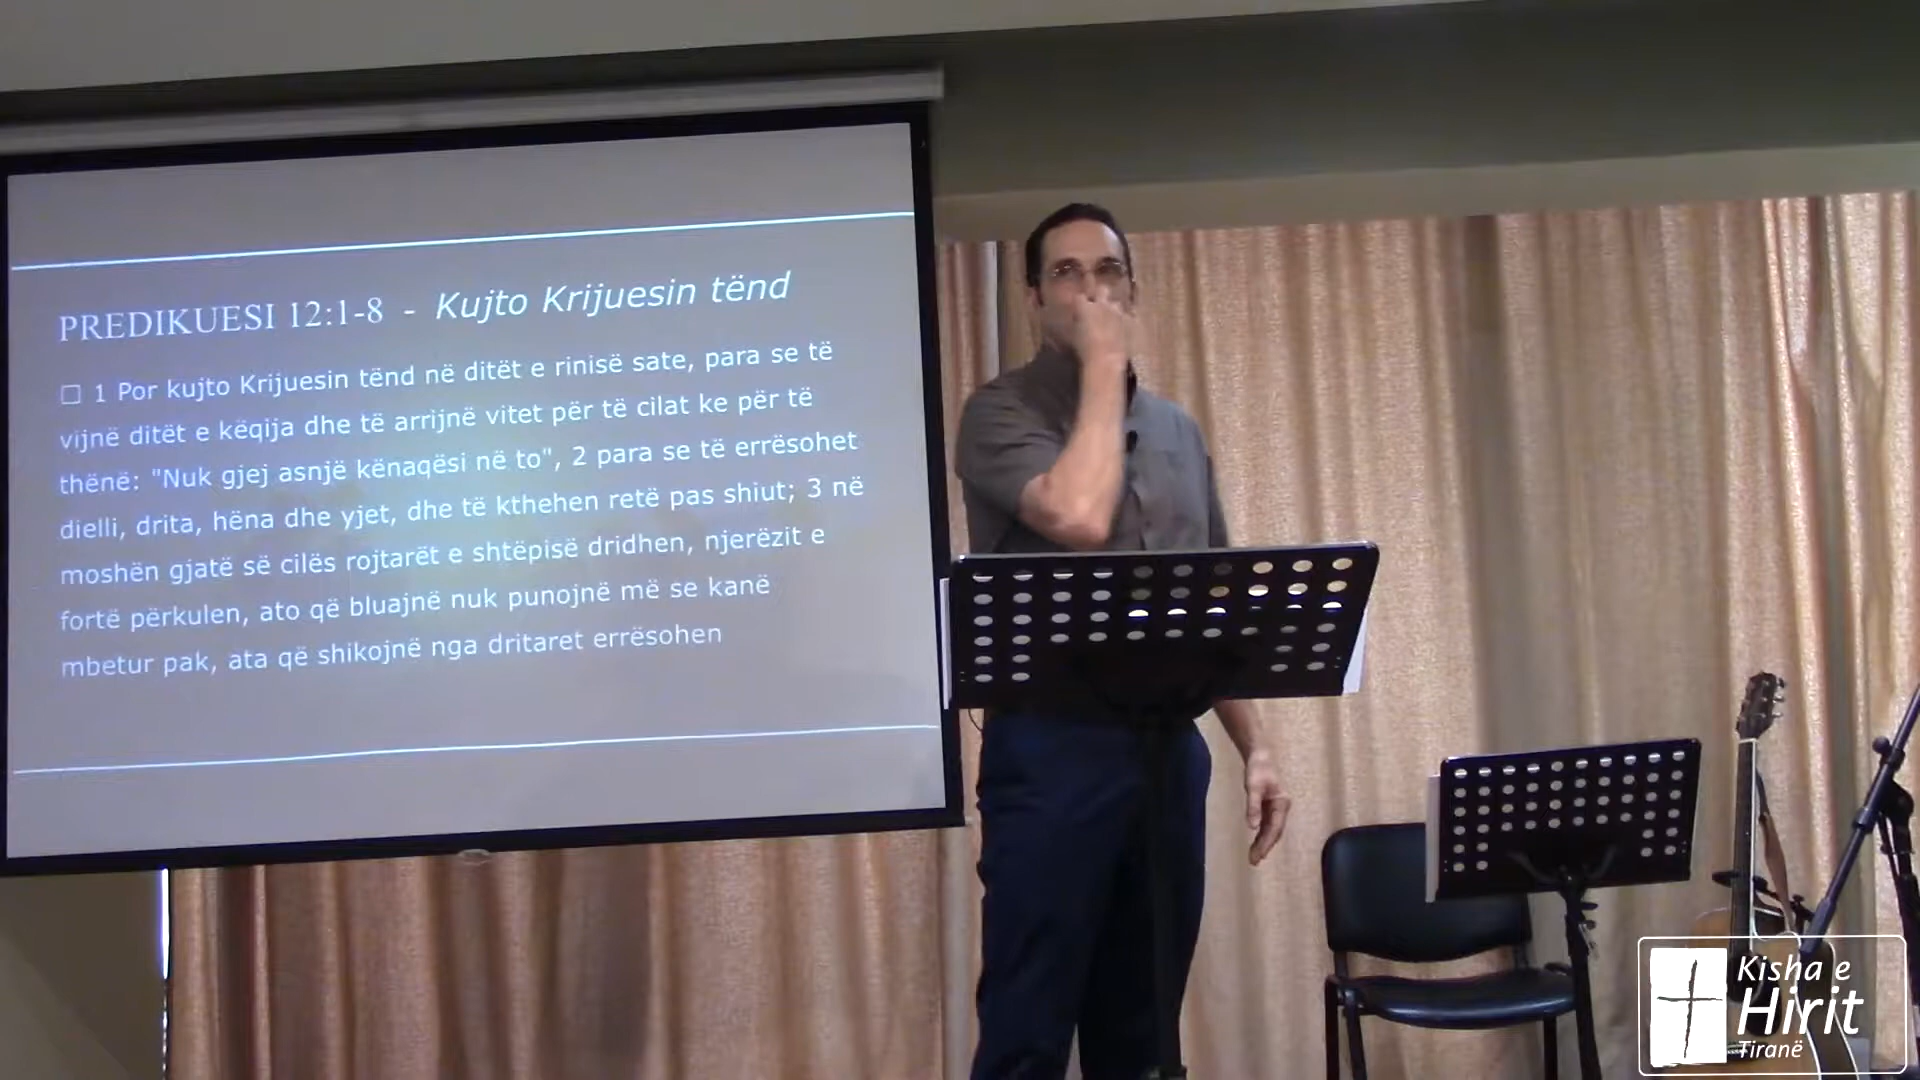 PREDIKUESI 12:1-8 - Kujto Krijuesin tënd
☐ 1 Por kujto Krijuesin tënd në ditët e rinisë sate, para se të
vijnë ditët e këqija dhe të arrijnë vitet për të cilat ke për të
thënë: "Nuk gjej asnjë kënaqësi në to", 2 para se të errësohet
dielli, drita, hëna dhe yjet, dhe të kthehen retë pas shiut; 3 në
moshën gjatë së cilës rojtarët e shtëpisë dridhen, njerëzit e
fortë përkulen, ato që bluajnë nuk punojnë më se kanë
mbetur pak, ata që shikojnë nga dritaret errësohen
Kisha e
Hirit
Tiranë